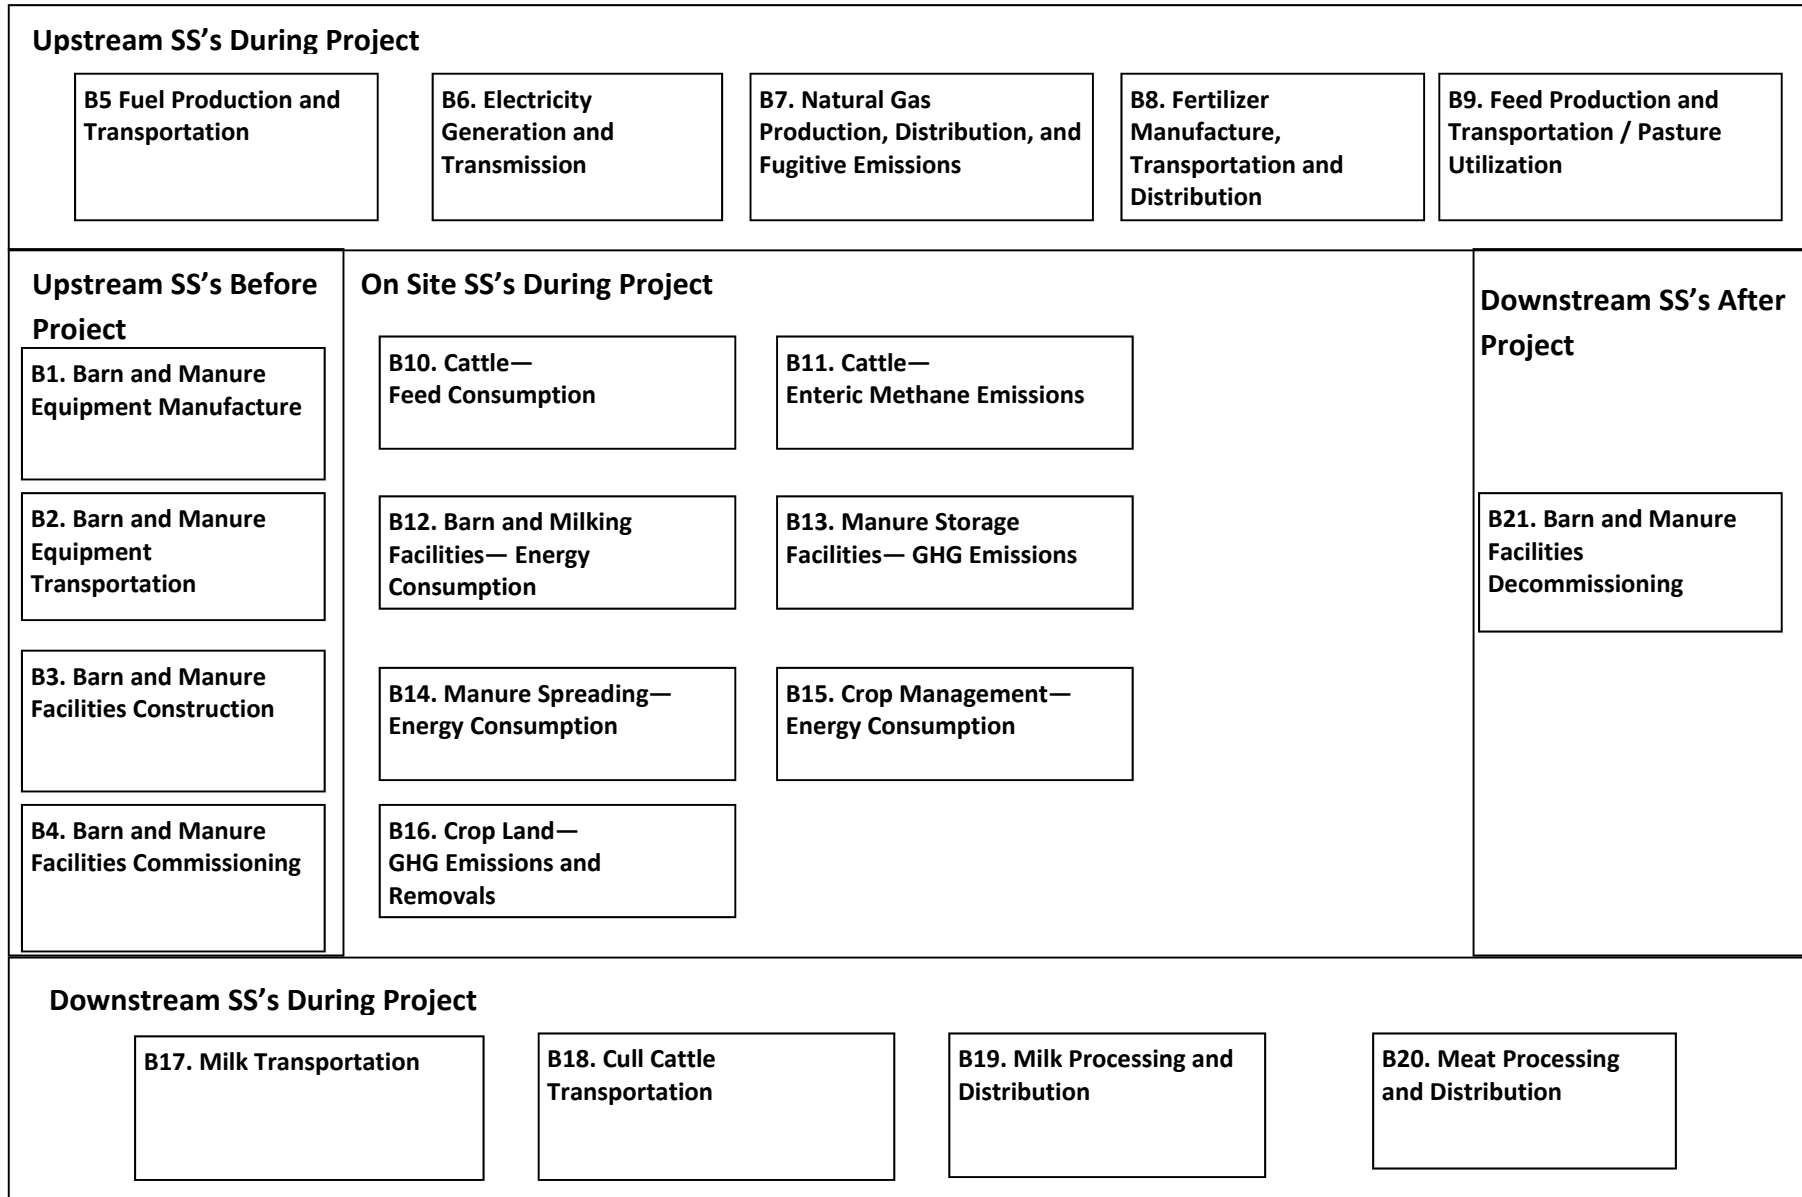 Upstream SS’s During Project
B5 Fuel Production and
Transportation
B6. Electricity
Generation and
Transmission
B7. Natural Gas
Production, Distribution, and
Fugitive Emissions
B8. Fertilizer
Manufacture,
Transportation and
Distribution
B9. Feed Production and
Transportation / Pasture
Utilization
Upstream SS’s Before
Project
B1. Barn and Manure
Equipment Manufacture
B2. Barn and Manure
Equipment
Transportation
B3. Barn and Manure
Facilities Construction
B4. Barn and Manure
Facilities Commissioning
On Site SS’s During Project
B10. Cattle—
Feed Consumption
B11. Cattle—
Enteric Methane Emissions
B12. Barn and Milking
Facilities— Energy
Consumption
B13. Manure Storage
Facilities— GHG Emissions
B14. Manure Spreading—
Energy Consumption
B15. Crop Management—
Energy Consumption
B16. Crop Land—
GHG Emissions and
Removals
Downstream SS’s After
Project
B21. Barn and Manure
Facilities
Decommissioning
Downstream SS’s During Project
B17. Milk Transportation
B18. Cull Cattle
Transportation
B19. Milk Processing and
Distribution
B20. Meat Processing
and Distribution